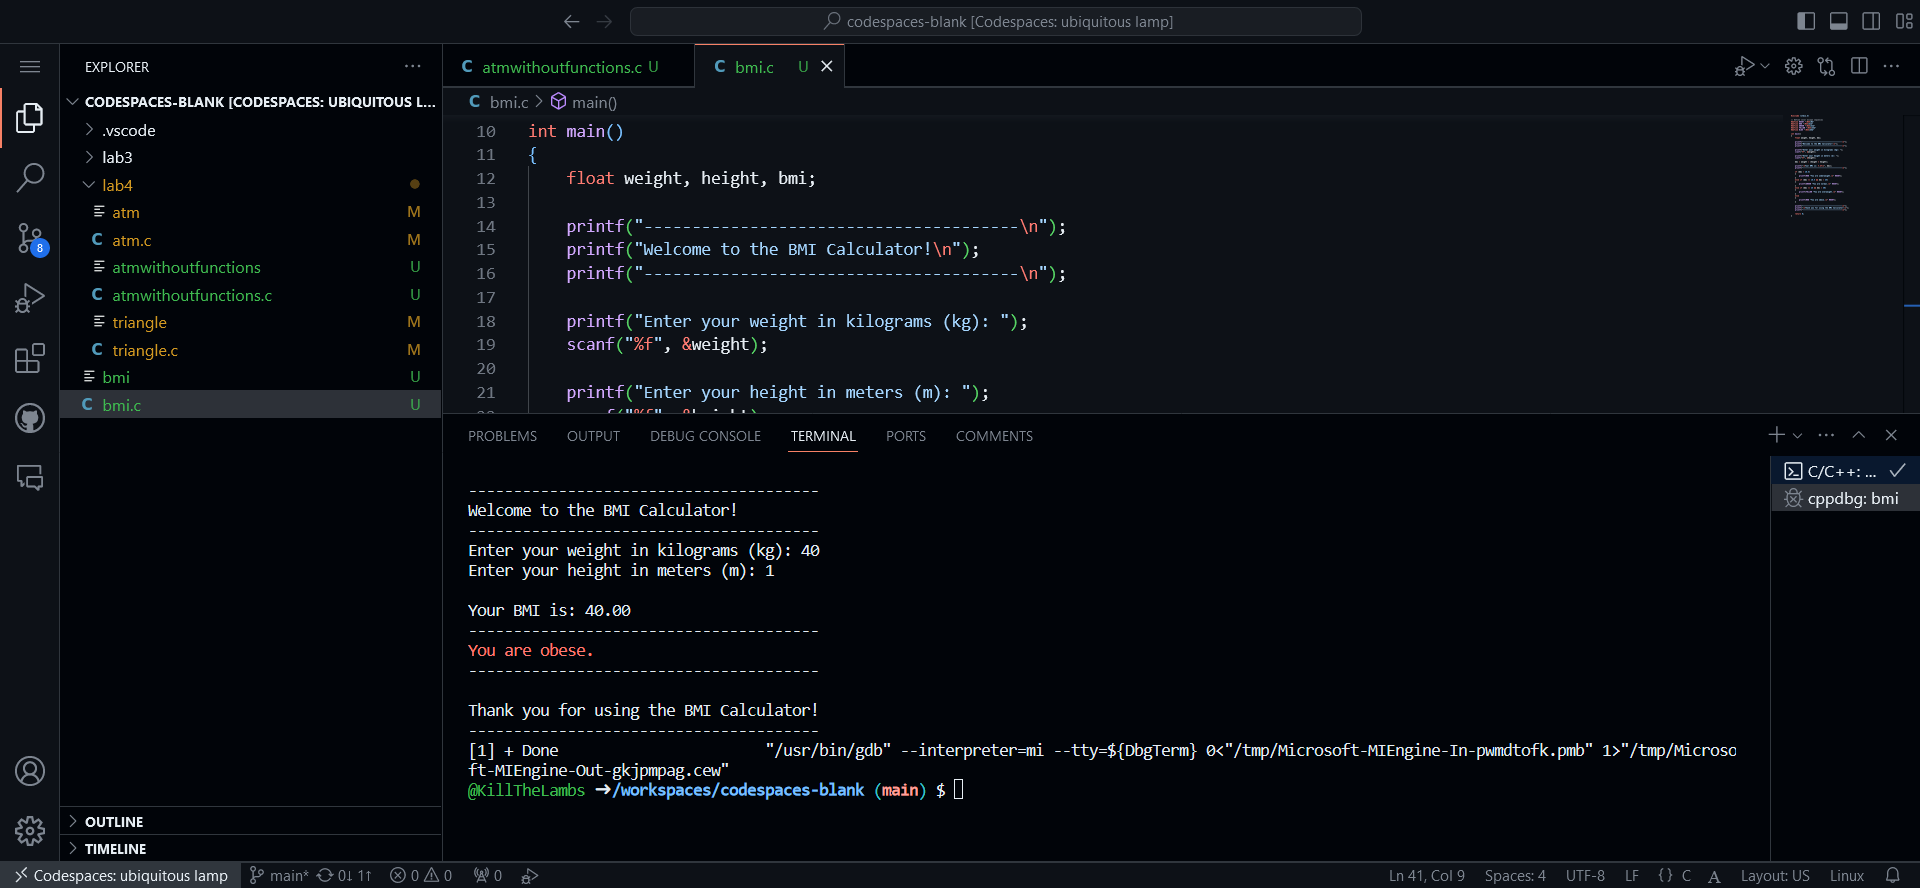 codespaces-blank [Codespaces: ubiquitous lamp]
EXPLORER
CODESPACES-BLANK [CODESPACES: UBIQUITOUS L...
.vscode
lab3
lab4
atm M
C atm.c M
atmwithoutfunctions U
C atmwithoutfunctions.c U
triangle M
C triangle.c M
bmi U
C bmi.c U
8
OUTLINE
TIMELINE
C atmwithoutfunctions.c U
C bmi.c U
C bmi.c > main()
10 int main()
11 {
12 float weight, height, bmi;
13
14 printf("---------------------------------------\n");
15 printf("Welcome to the BMI Calculator!\n");
16 printf("---------------------------------------\n");
17
18 printf("Enter your weight in kilograms (kg): ");
19 scanf("%f", &weight);
20
21 printf("Enter your height in meters (m): ");
PROBLEMS OUTPUT DEBUG CONSOLE TERMINAL PORTS COMMENTS
---------------------------------------
Welcome to the BMI Calculator!
---------------------------------------
Enter your weight in kilograms (kg): 40
Enter your height in meters (m): 1
Your BMI is: 40.00
---------------------------------------
You are obese.
---------------------------------------
Thank you for using the BMI Calculator!
---------------------------------------
[1] + Done "/usr/bin/gdb" --interpreter=mi --tty=${DbgTerm} 0<"/tmp/Microsoft-MIEngine-In-pwmdtofk.pmb" 1>"/tmp/Microso
ft-MIEngine-Out-gkjpmpag.cew"
@KillTheLambs ➜/workspaces/codespaces-blank (main) $
C/C++: ...
cppdbg: bmi
Codespaces: ubiquitous lamp main* 0↓ 1↑ 0 0 0 Ln 41, Col 9 Spaces: 4 UTF-8 LF {} C Layout: US Linux